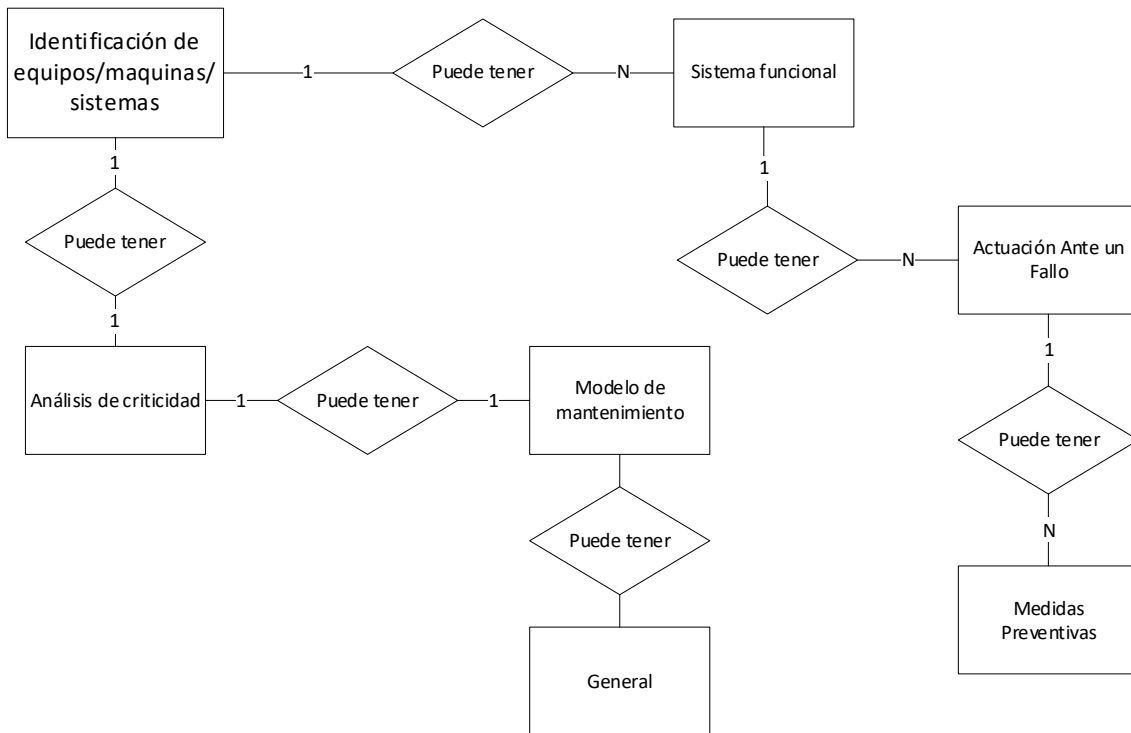 Identificación de
equipos/maquinas/
sistemas
1
Puede tener
N
Sistema funcional
1
1
Puede tener
Puede tener
N
Actuación Ante un
Fallo
1
1
Análisis de criticidad
1
Puede tener
1
Modelo de
mantenimiento
Puede tener
N
Puede tener
Medidas
Preventivas
General